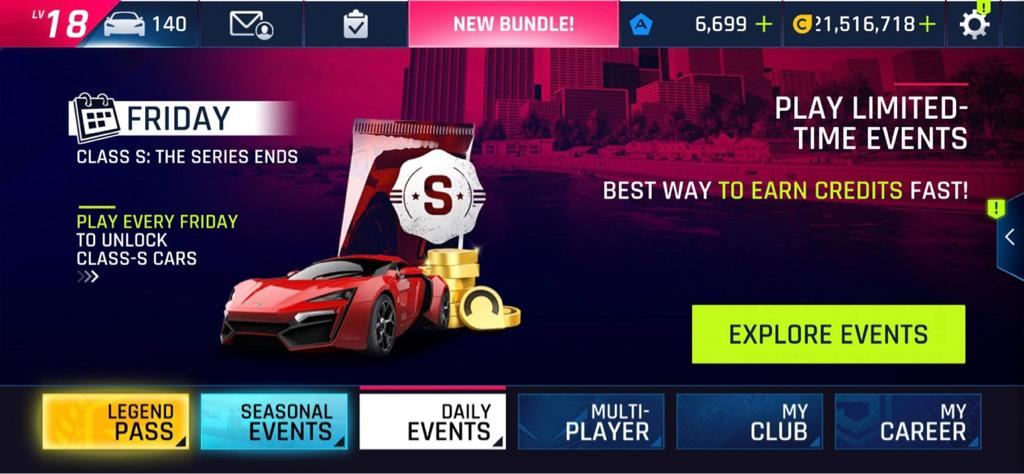 LV 18
140
NEW BUNDLE!
6,699 +
21,516,718 +
FRIDAY
CLASS S: THE SERIES ENDS
PLAY EVERY FRIDAY
TO UNLOCK
CLASS-S CARS
S
PLAY LIMITED-
TIME EVENTS
BEST WAY TO EARN CREDITS FAST!
EXPLORE EVENTS
LEGEND
PASS
SEASONAL
EVENTS
DAILY
EVENTS
MULTI-
PLAYER
MY
CLUB
MY
CAREER